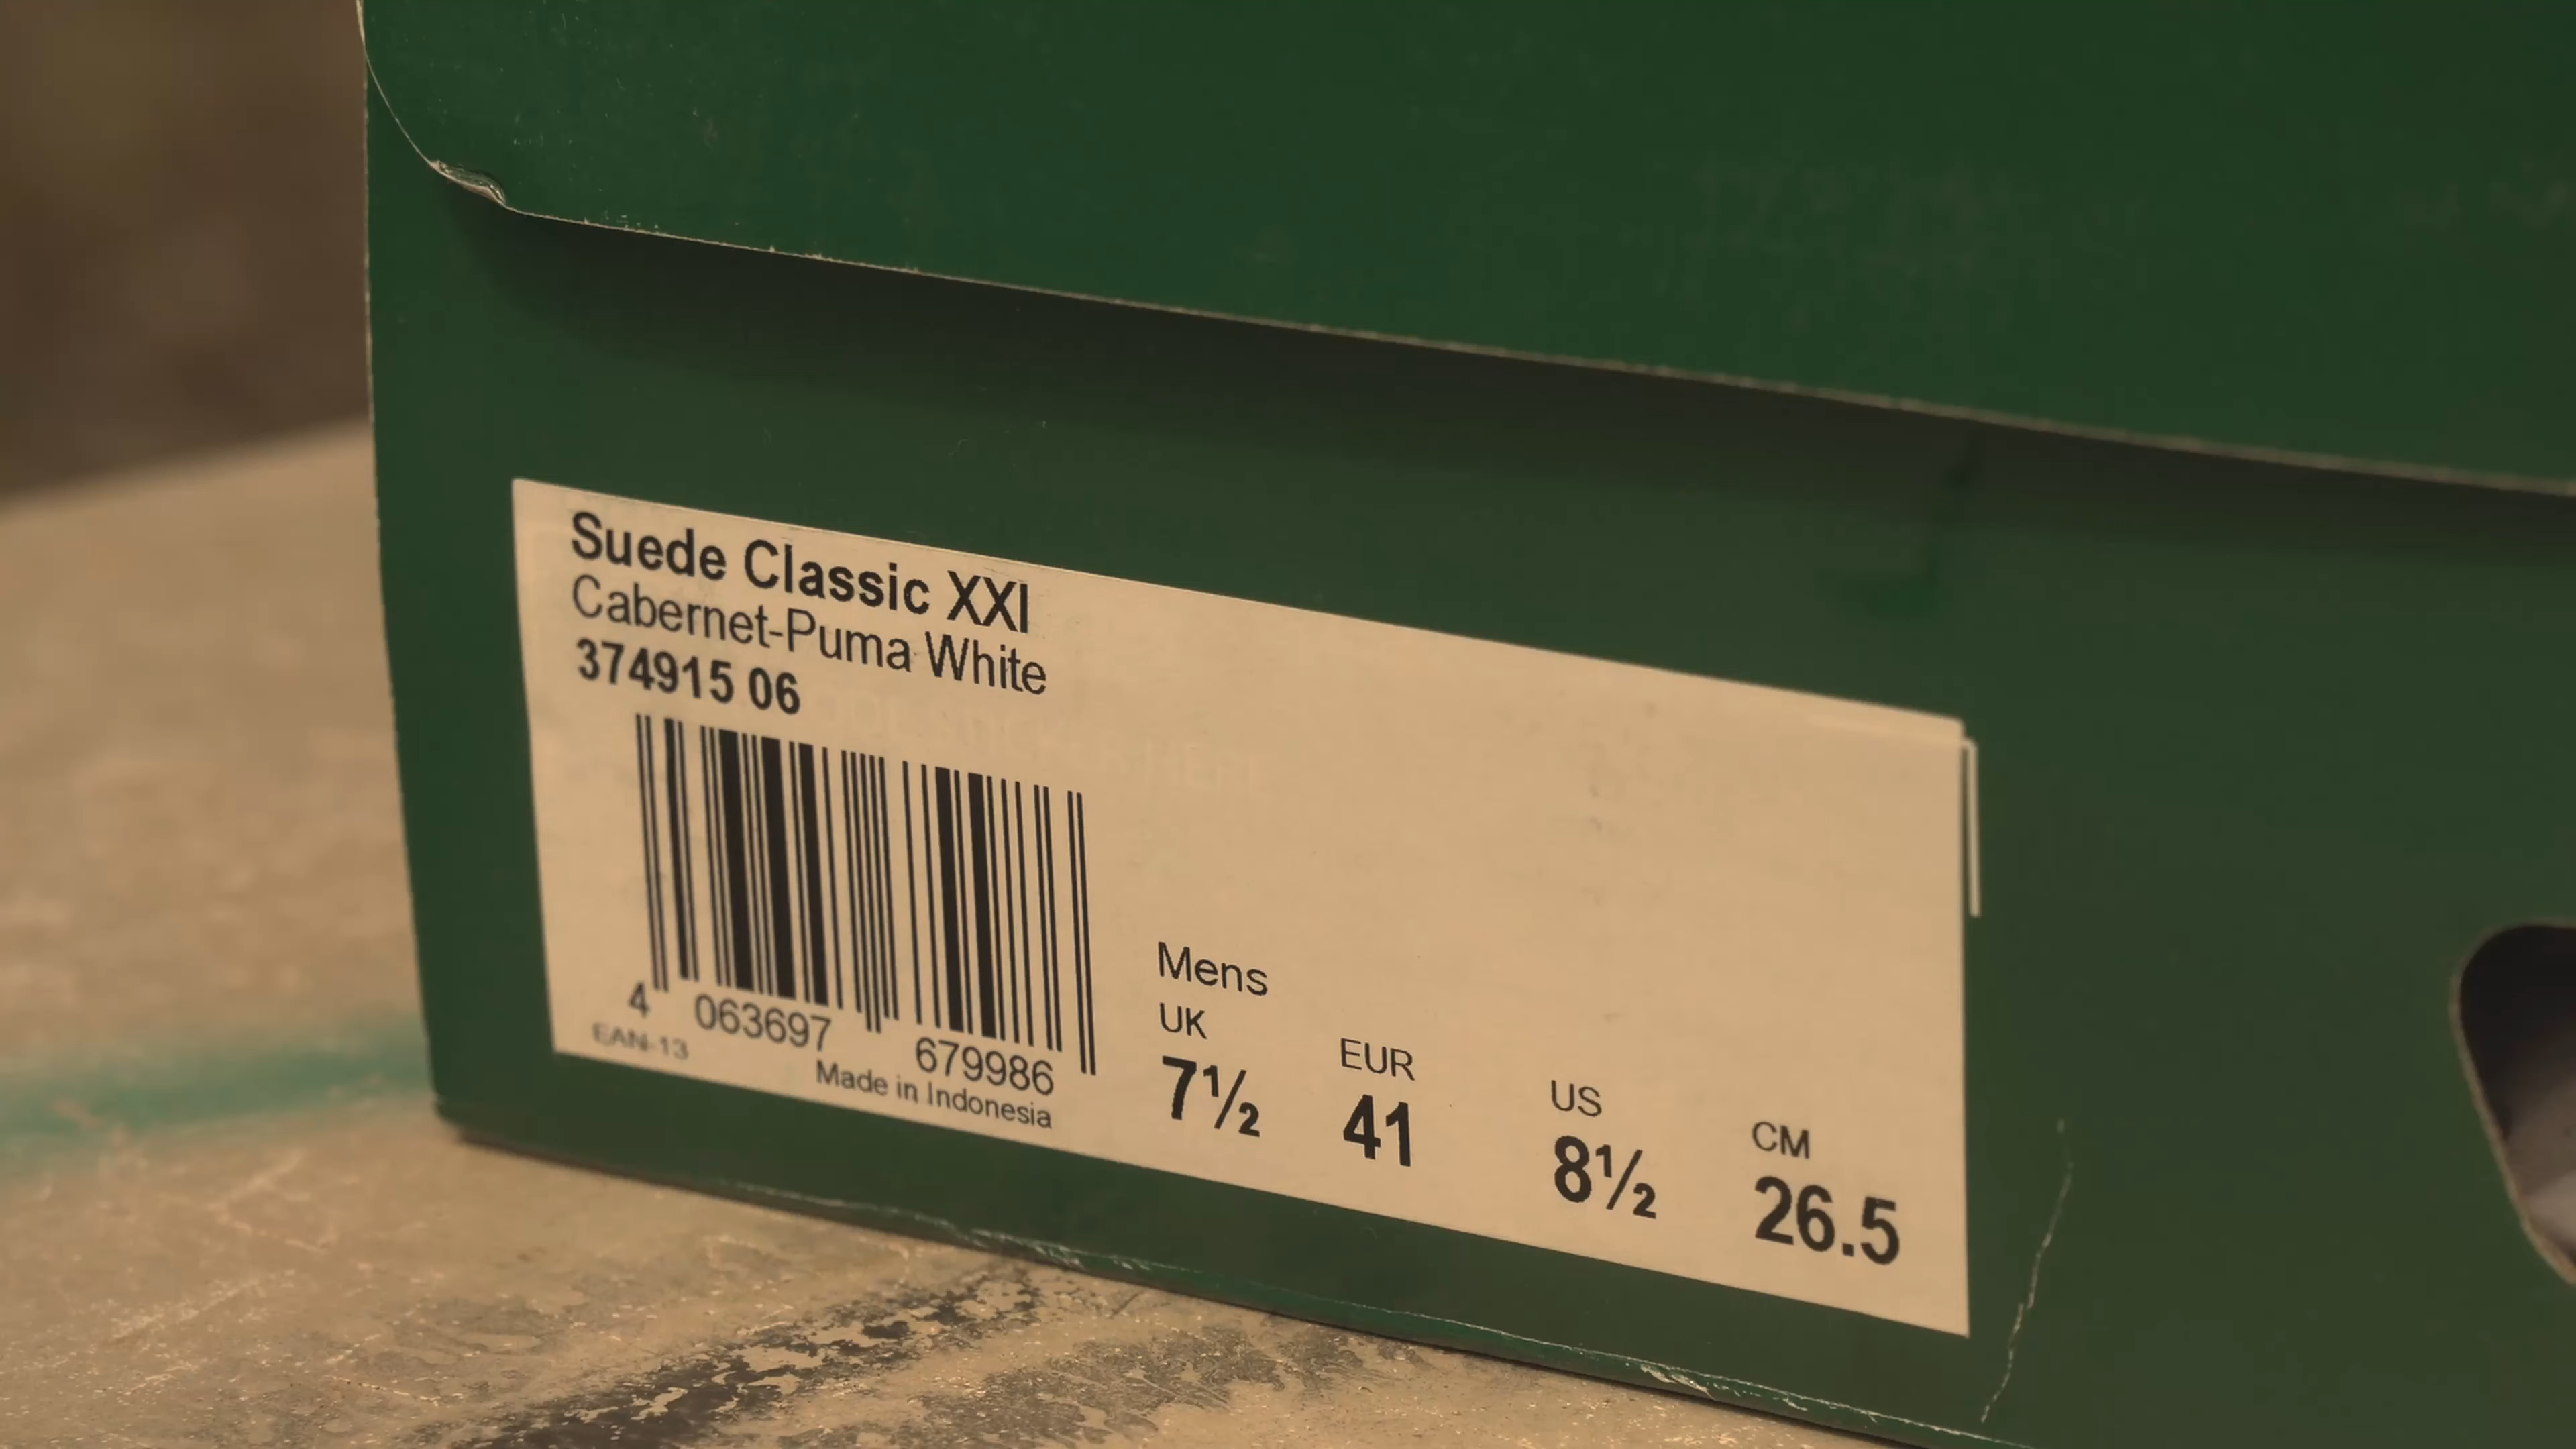 Suede Classic XXI
Cabernet-Puma White
374915 06
4 063697 679986
EAN-13
Made in Indonesia
Mens
UK EUR US CM
7½ 41 8½ 26.5